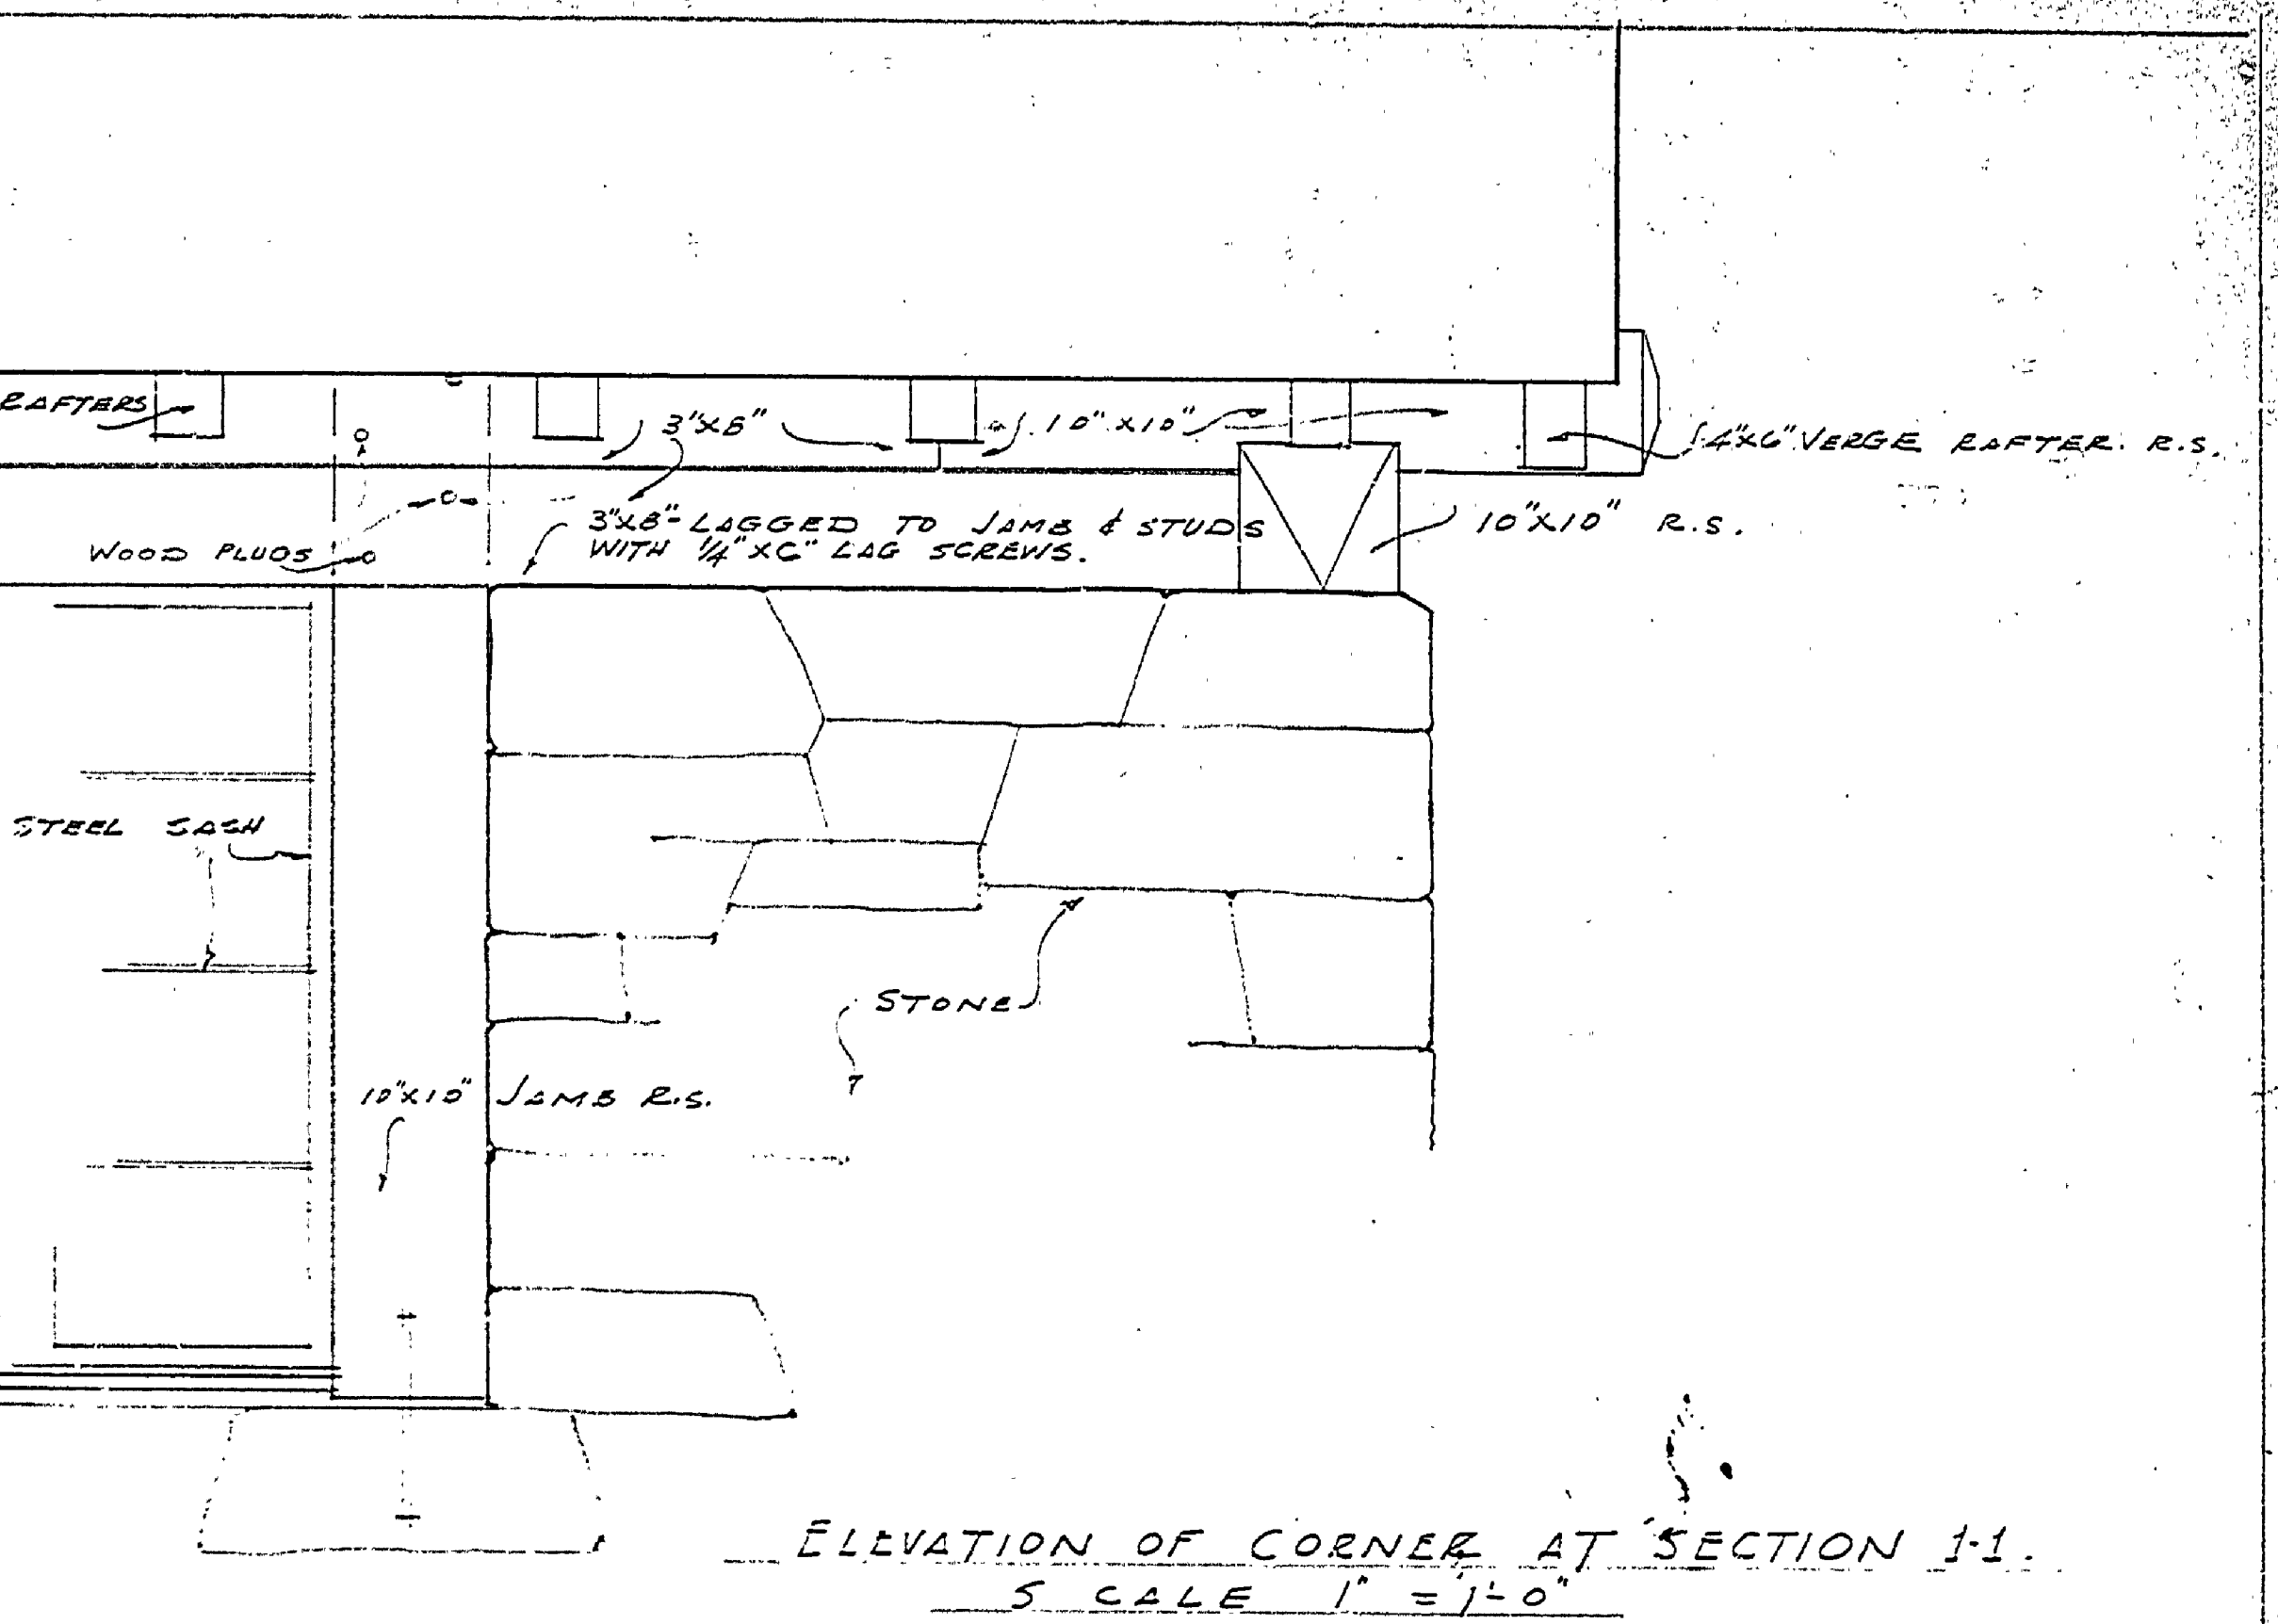 RAFTERS
3"X8"
10"X10"
4"X6" VERGE RAFTER. R.S.
3"X8"-LAGGED TO JAMB & STUDS
WITH 1/4"X6" LAG SCREWS.
10"X10" R.S.
WOOD PLUGS
STEEL SASH
STONE
10"X10" JAMB R.S.
ELEVATION OF CORNER AT SECTION 1-1.
SCALE 1" = 1'-0"